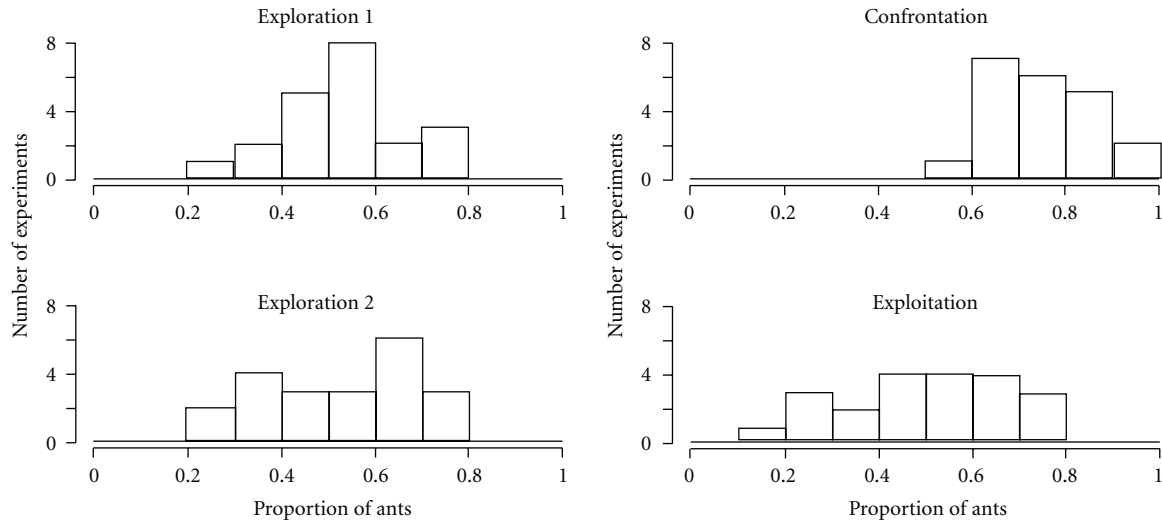 Exploration 1
Number of experiments
8
4
0
0 0.2 0.4 0.6 0.8 1
Confrontation
Number of experiments
8
4
0
0 0.2 0.4 0.6 0.8 1
Exploration 2
8
4
0
0 0.2 0.4 0.6 0.8 1
Proportion of ants
Exploitation
8
4
0
0 0.2 0.4 0.6 0.8 1
Proportion of ants